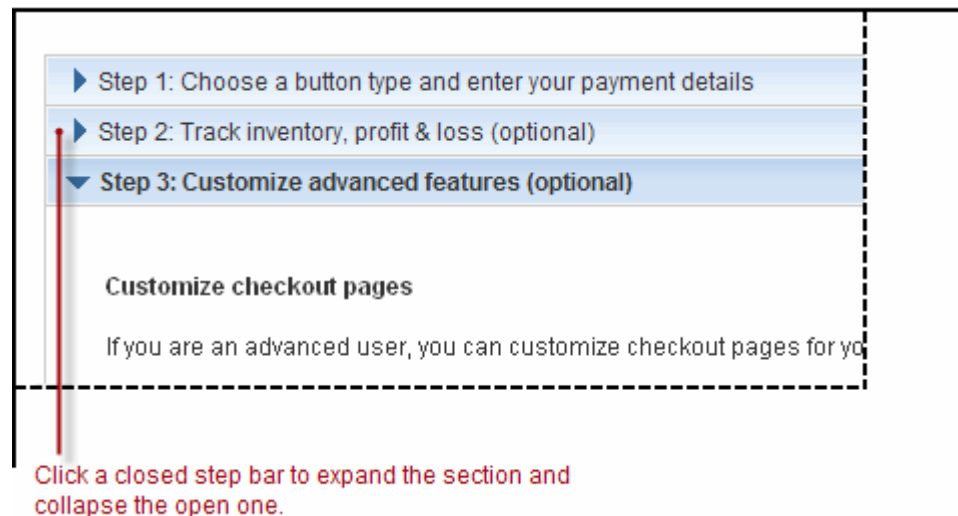 Step 1: Choose a button type and enter your payment details
Step 2: Track inventory, profit & loss (optional)
Step 3: Customize advanced features (optional)
Customize checkout pages
If you are an advanced user, you can customize checkout pages for yo
Click a closed step bar to expand the section and
collapse the open one.